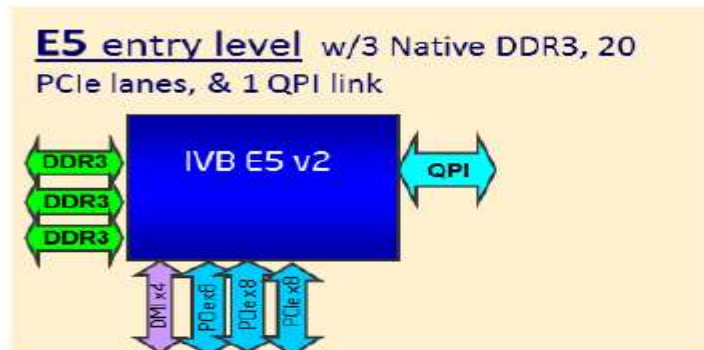 E5 entry level w/3 Native DDR3, 20
PCIe lanes, & 1 QPI link
DDR3
IVB E5 v2
QPI
DDR3
DDR3
DMI x4
PCIe x8
PCIe x8
PCIe x8